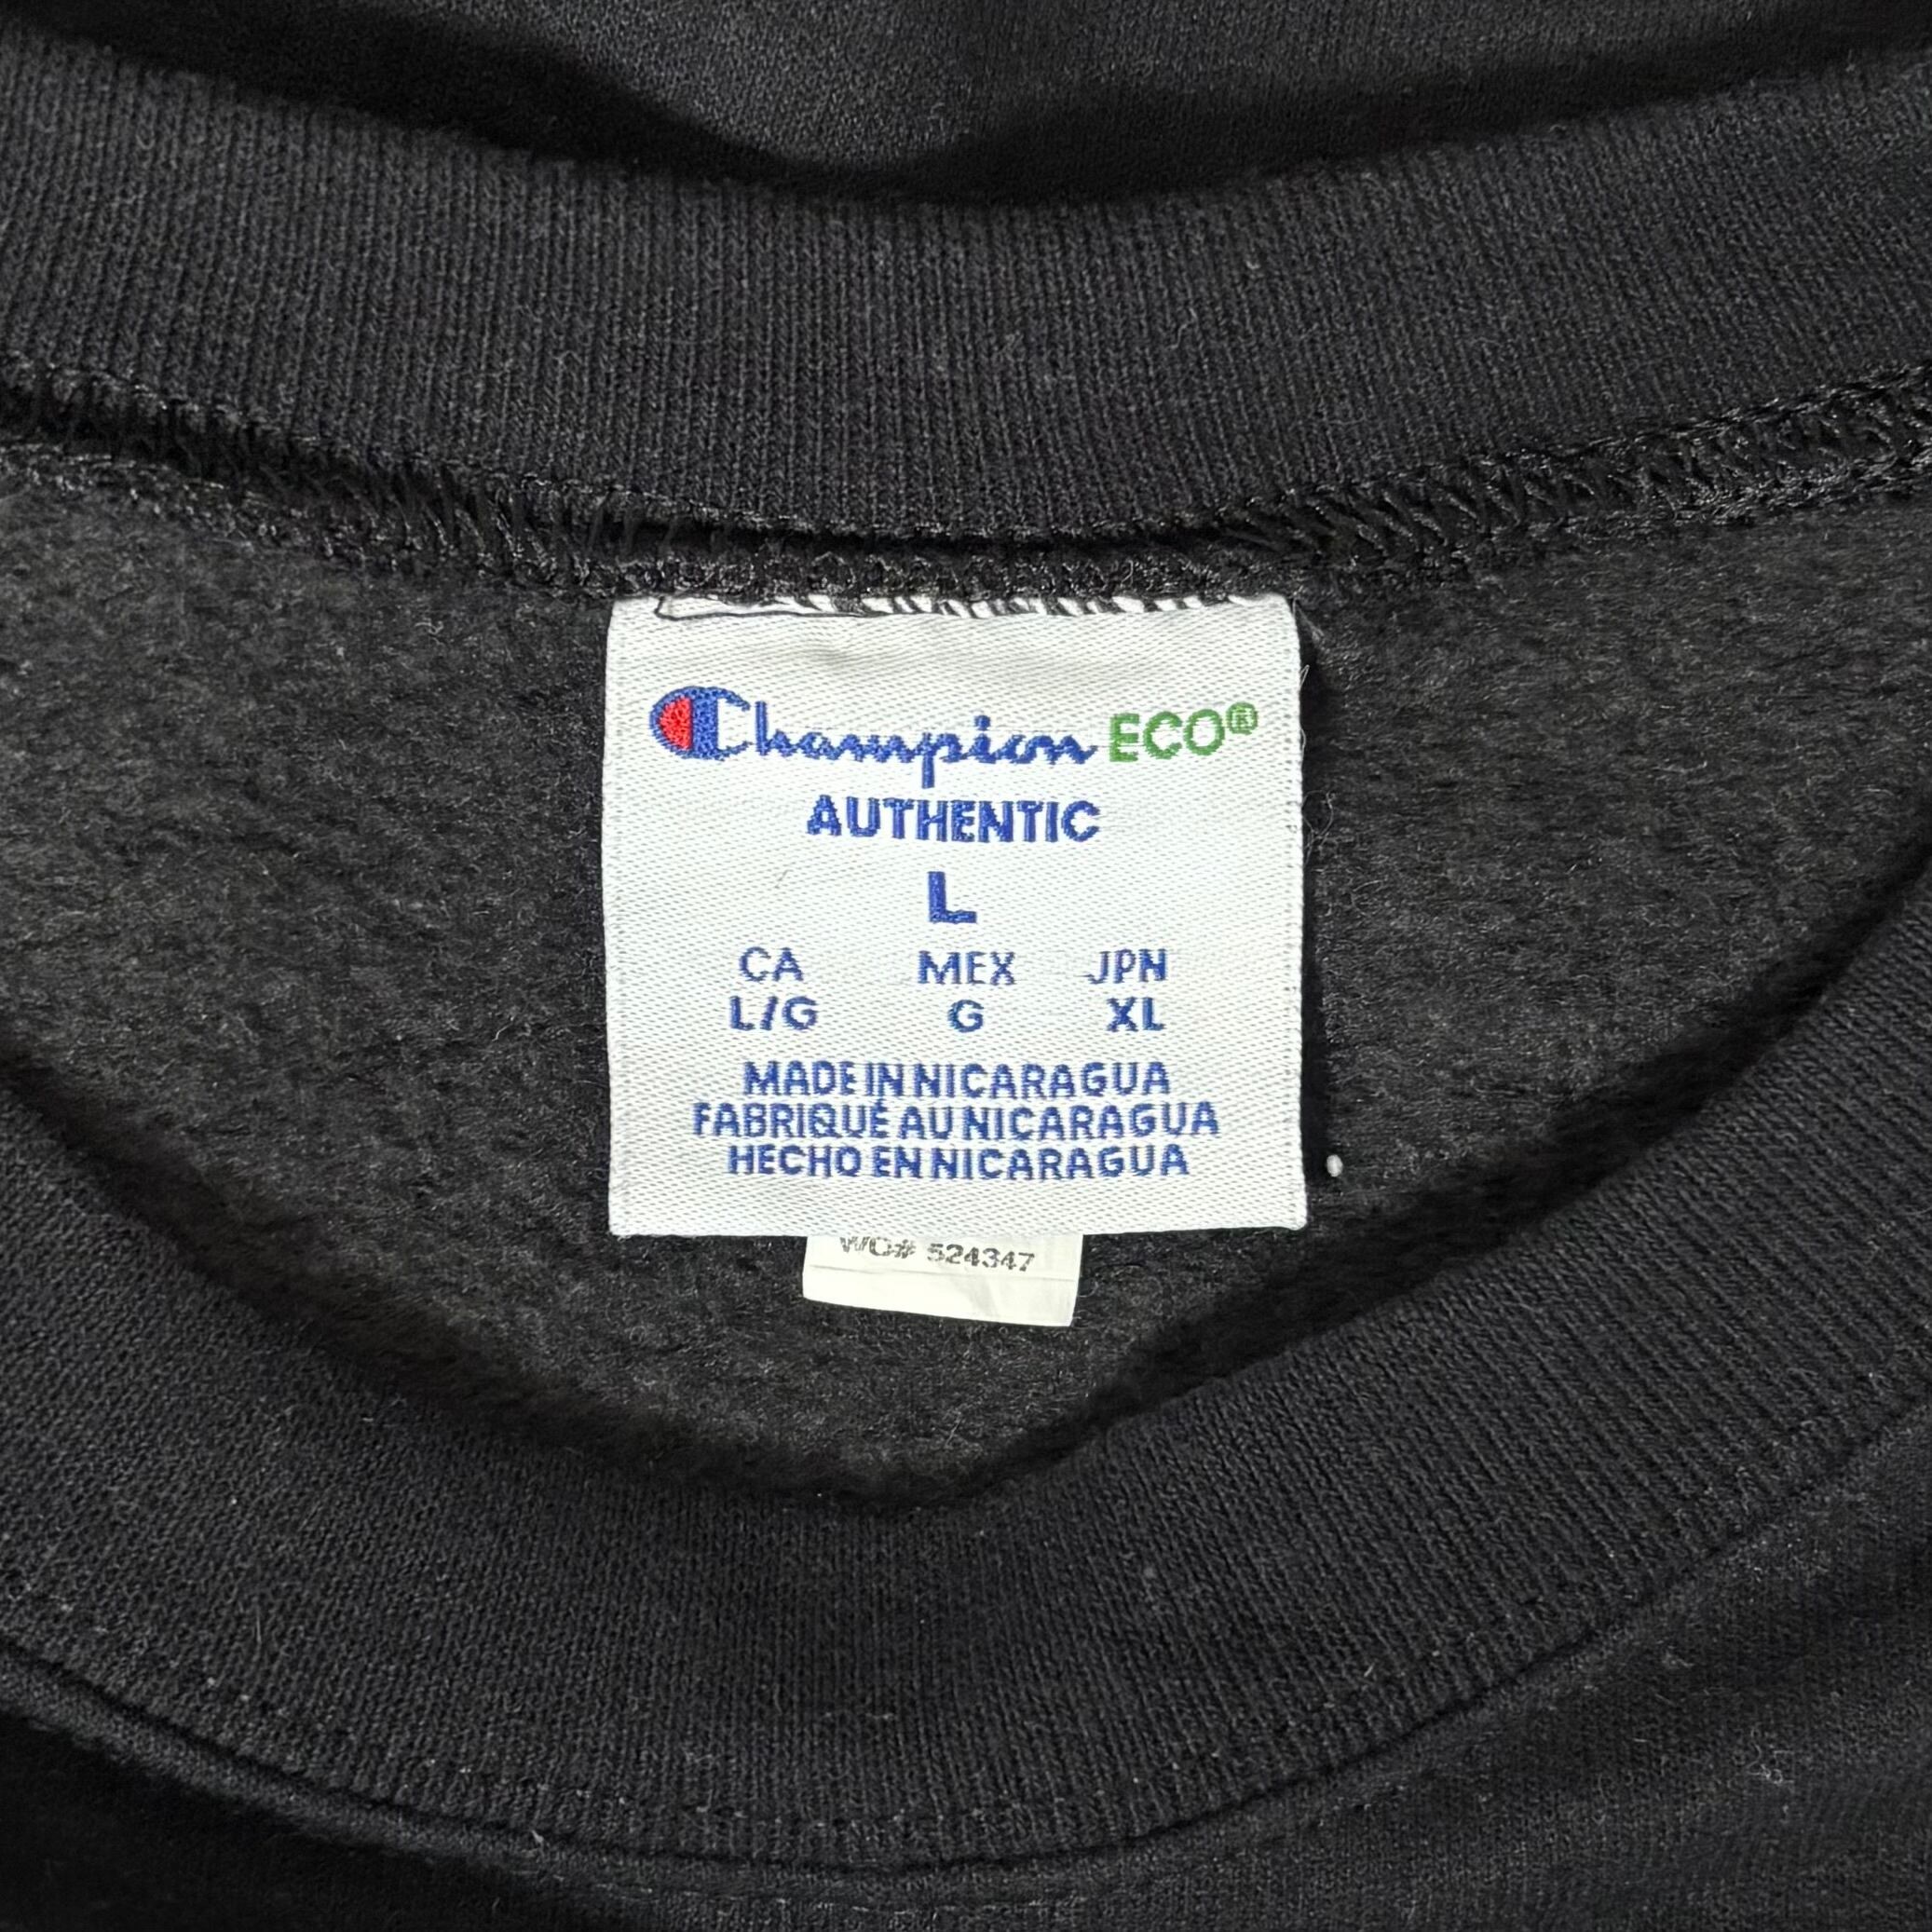 Champion ECO®
AUTHENTIC
L
CA MEX JPN
L/G G XL
MADE IN NICARAGUA
FABRIQUÉ AU NICARAGUA
HECHO EN NICARAGUA
WO# 524347